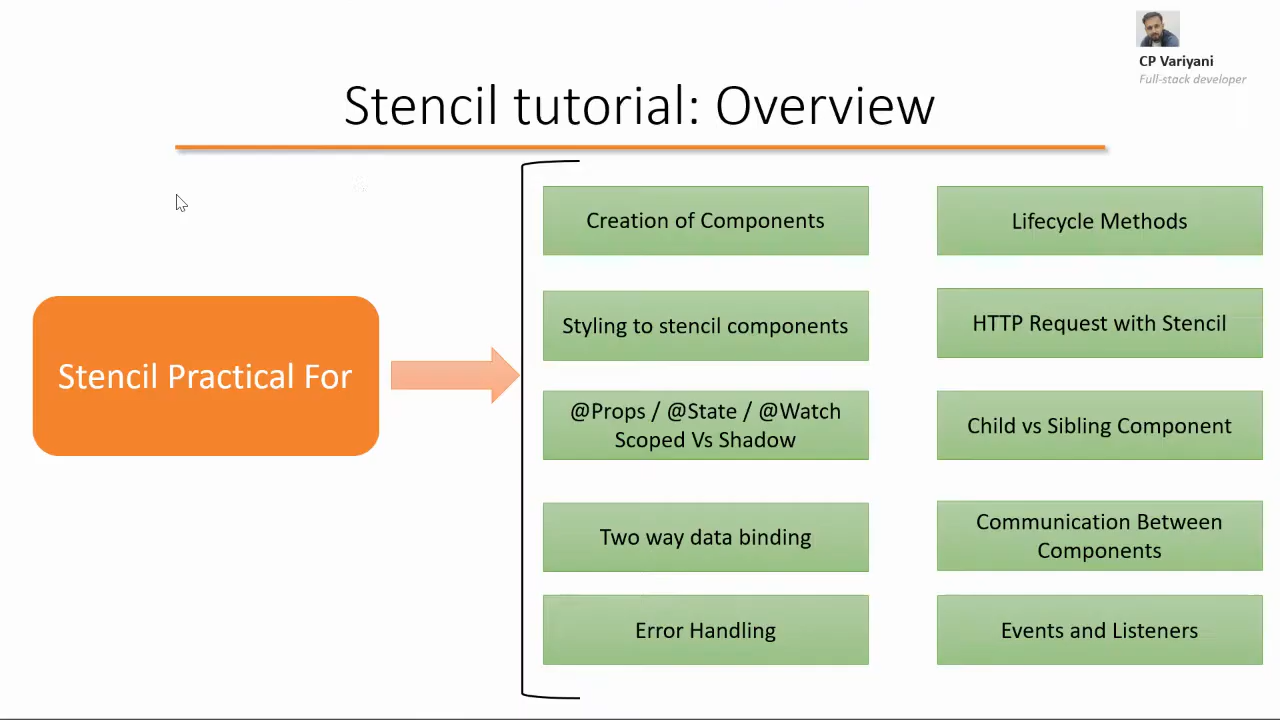 CP Variyani
Full-stack developer
Stencil tutorial: Overview
Stencil Practical For
Creation of Components
Styling to stencil components
@Props / @State / @Watch
Scoped Vs Shadow
Two way data binding
Error Handling
Lifecycle Methods
HTTP Request with Stencil
Child vs Sibling Component
Communication Between
Components
Events and Listeners